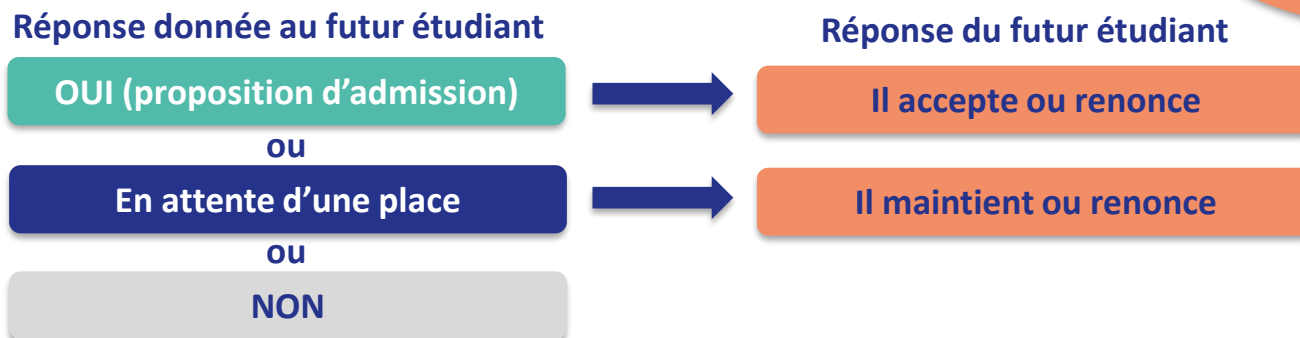 Réponse donnée au futur étudiant
Réponse du futur étudiant
OUI (proposition d’admission)
Il accepte ou renonce
ou
En attente d’une place
Il maintient ou renonce
ou
NON